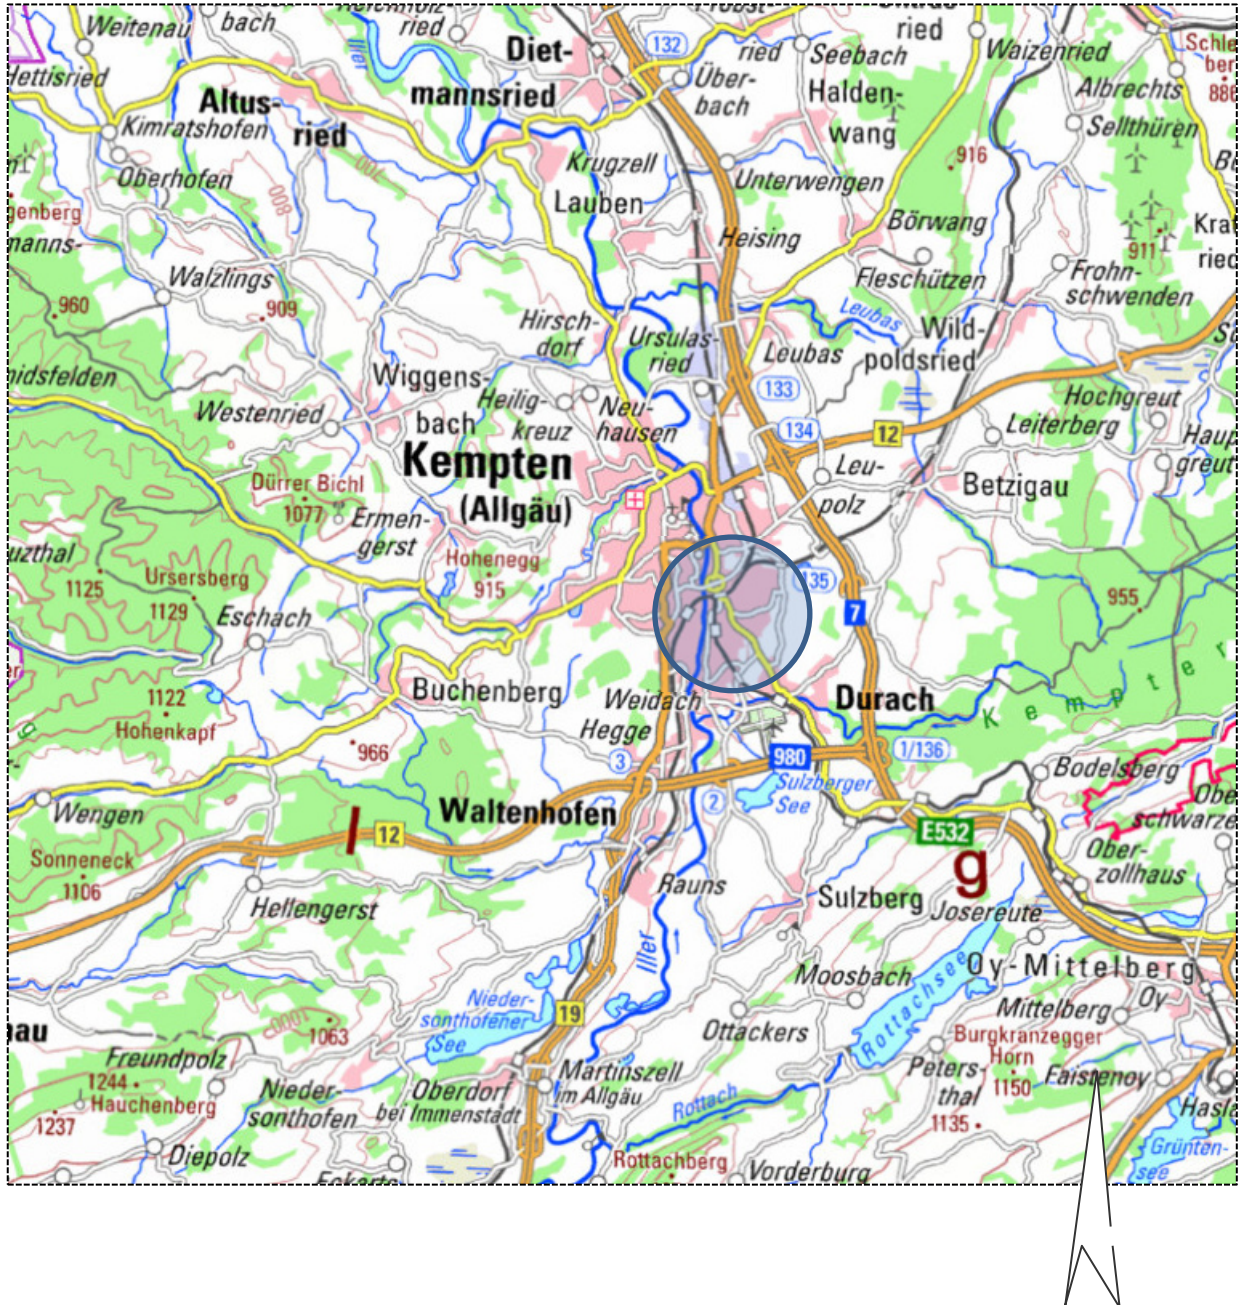 Weitenau
bach
ried
Iller
Diet-
mannsried
132
ried
Über-
bach
Seebach
ried
Waizenried
Halden-
wang
Albrechts
Sellthüren
Altus-
ried
Kimratshofen
Oberhofen
700
800
Krugzell
Lauben
Unterwengen
916
Börwang
Heising
Fleschützen
911
Frohn-
schwenden
manns-
Walzlings
960
909
Hirsch-
dorf
Ursulas-
ried
Leubas
Leubas
Wild-
poldsried
Wiggens-
bach
Heilig-
kreuz
Neu-
hausen
133
134
12
Hochgreut
Leiterberg
Westenried
Kempten
(Allgäu)
Leu-
polz
Betzigau
Dürrer Bichl
1077
Ermen-
gerst
Hohenegg
915
1125
Ursersberg
1129
Eschach
135
7
955
1122
Hohenkapf
Buchenberg
Weidach
Hegge
Durach
Kempter
966
3
980
1/136
Sulzberger
See
2
Bodelsberg
Wengen
Waltenhofen
12
E532
g
Ober-
zollhaus
Sonneneck
1106
Hellengerst
Rauns
Sulzberg
Josereute
Iller
Moosbach
Oy-Mittelberg
Oy
Mittelberg
Rottachsee
Nieder-
sonthofener
See
19
1000
1063
Ottackers
Burgkranzegger
Horn
1150
Faistenoy
Freundpolz
1244
Hauchenberg
1237
Nieder-
sonthofen
Oberdorf
bei Immenstadt
Martinszell
im Allgäu
Rottach
Peters-
thal
1135
Diepolz
Rottachberg
Vorderburg
Grünten-
see